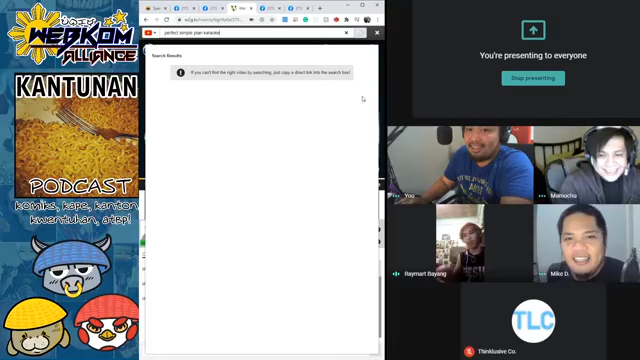 WEBKOM
ALLIANCE
KANTUNAN
PODCAST
komiks, kape, kanton
kwentuhan, atbp!
perfect simple plan karaoke
Search Results
If you can't find the right video by searching, just copy a direct link into the search box!
You're presenting to everyone
Stop presenting
You
Mamochu
Raymart Bayang
Mike D.
TLC
Thinklusive Co.